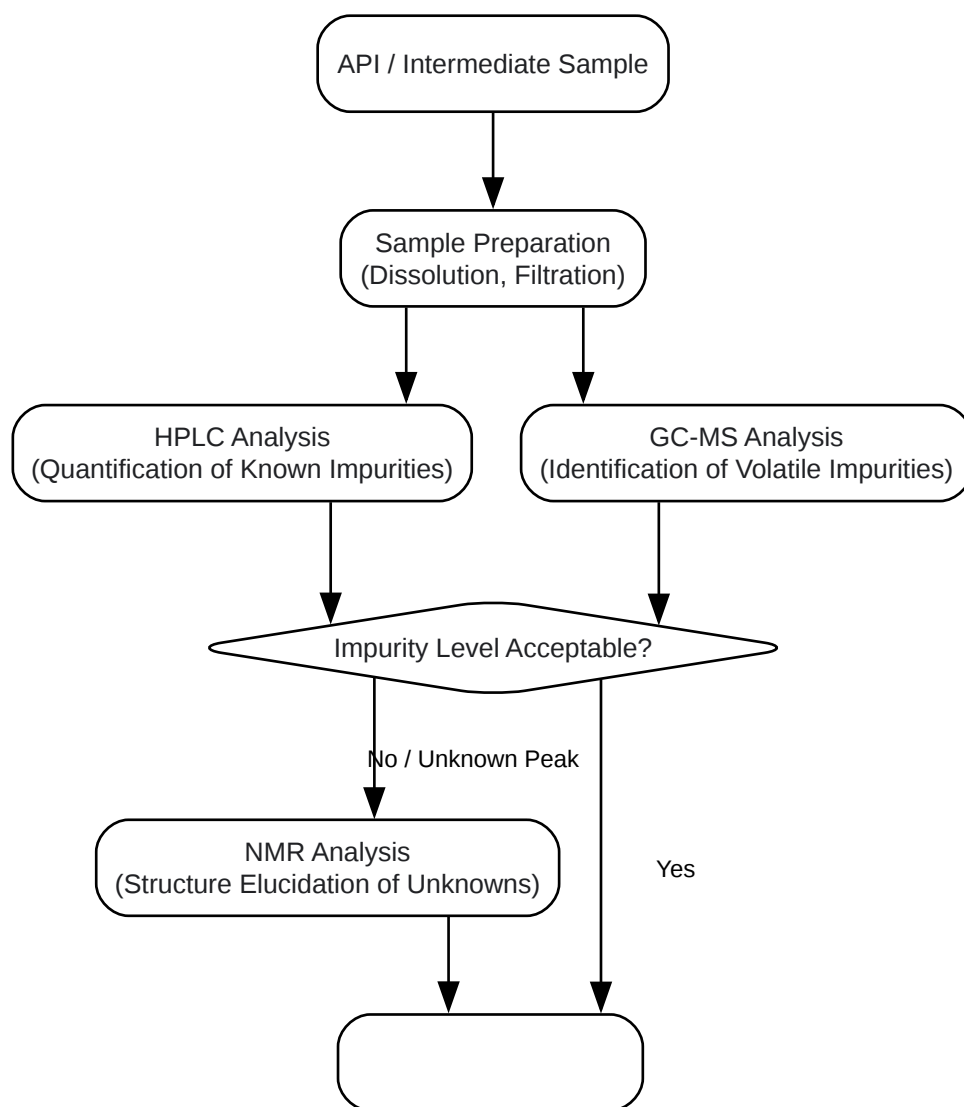 API / Intermediate Sample
Sample Preparation
(Dissolution, Filtration)
HPLC Analysis
(Quantification of Known Impurities)
GC-MS Analysis
(Identification of Volatile Impurities)
Impurity Level Acceptable?
No / Unknown Peak
NMR Analysis
(Structure Elucidation of Unknowns)
Yes